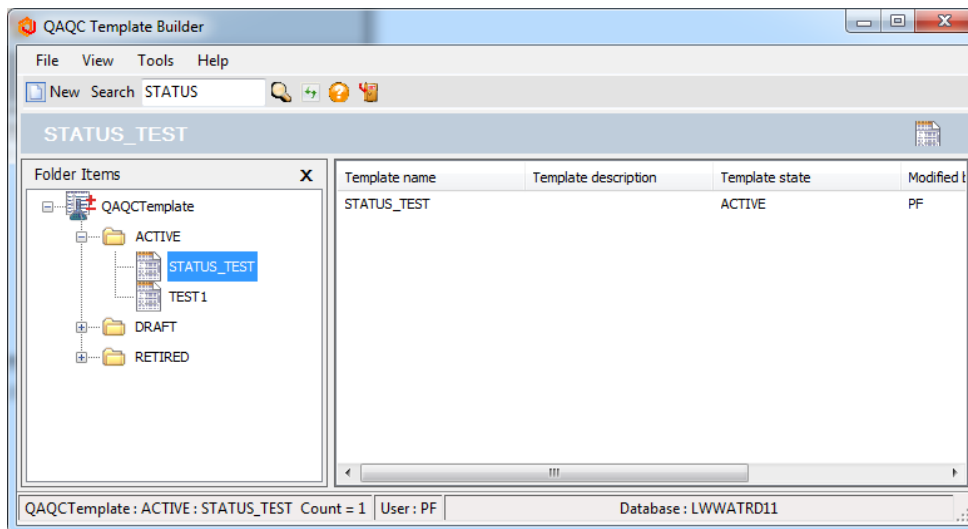 QAQC Template Builder
File View Tools Help
New Search STATUS
STATUS_TEST
Folder Items X
QAQCTemplate
ACTIVE
STATUS_TEST
TEST1
DRAFT
RETIRED
Template name Template description Template state Modified b
STATUS_TEST ACTIVE PF
QAQCTemplate : ACTIVE : STATUS_TEST Count = 1 User : PF Database : LWWATRD11